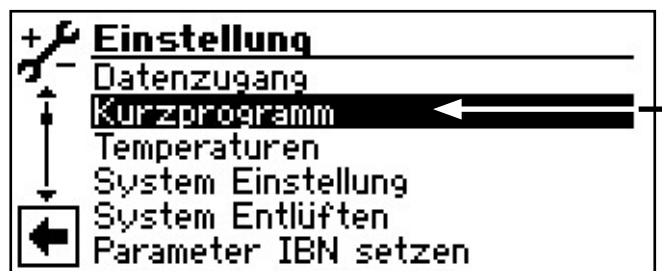 Einstellung
Datenzugang
Kurzprogramm
Temperaturen
System Einstellung
System Entlüften
Parameter IBN setzen